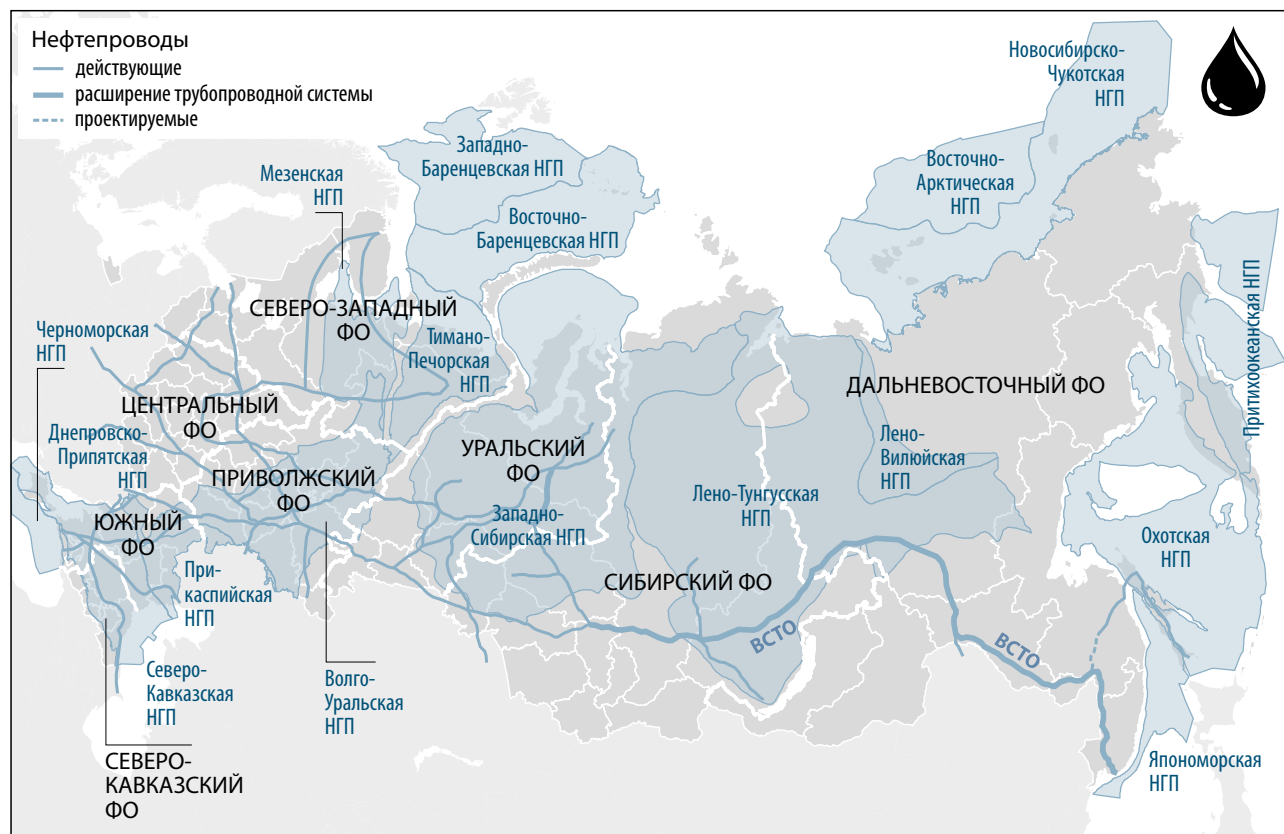 Нефтепроводы
действующие
расширение трубопроводной системы
проектируемые
Новосибирско-
Чукотская
НГП
Западно-
Баренцевская НГП
Восточно-
Арктическая
НГП
Мезенская
НГП
Восточно-
Баренцевская НГП
Притихоокеанская НГП
СЕВЕРО-ЗАПАДНЫЙ
ФО
Черноморская
НГП
Тимано-
Печорская
НГП
ДАЛЬНЕВОСТОЧНЫЙ ФО
ЦЕНТРАЛЬНЫЙ
ФО
Днепровско-
Припятская
НГП
УРАЛЬСКИЙ
ФО
Лено-
Вилюйская
НГП
ПРИВОЛЖСКИЙ
ФО
Лено-Тунгусская
НГП
ЮЖНЫЙ
ФО
Западно-
Сибирская НГП
Охотская
НГП
При-
каспийская
НГП
СИБИРСКИЙ ФО
ВСТО
ВСТО
Северо-
Кавказская
НГП
Волго-
Уральская
НГП
СЕВЕРО-
КАВКАЗСКИЙ
ФО
Япономорская
НГП